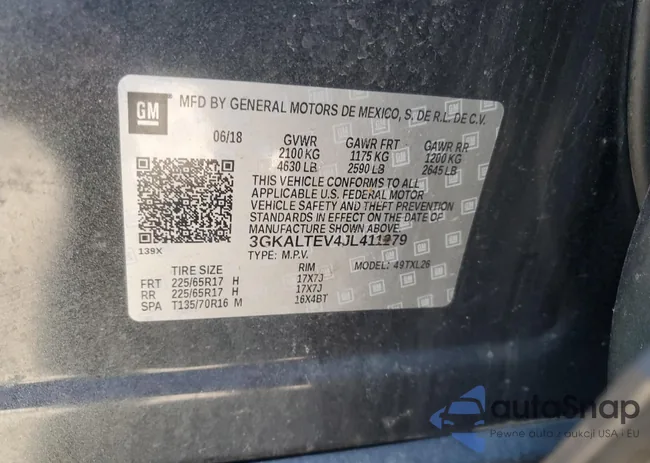 GM MFD BY GENERAL MOTORS DE MEXICO, S. DE R.L. DE C.V.
06/18 GVWR GAWR FRT GAWR RR
2100 KG 1175 KG 1200 KG
4630 LB 2590 LB 2645 LB
THIS VEHICLE CONFORMS TO ALL
APPLICABLE U.S. FEDERAL MOTOR
VEHICLE SAFETY AND THEFT PREVENTION
STANDARDS IN EFFECT ON THE DATE OF
MANUFACTURE SHOWN ABOVE.
3GKALTEV4JL411279
139X TYPE: M.P.V. MODEL: 49TXL26
TIRE SIZE RIM
FRT 225/65R17 H 17X7J
RR 225/65R17 H 17X7J
SPA T135/70R16 M 16X4BT
autoSnap
Pewne auta z aukcji USA i EU